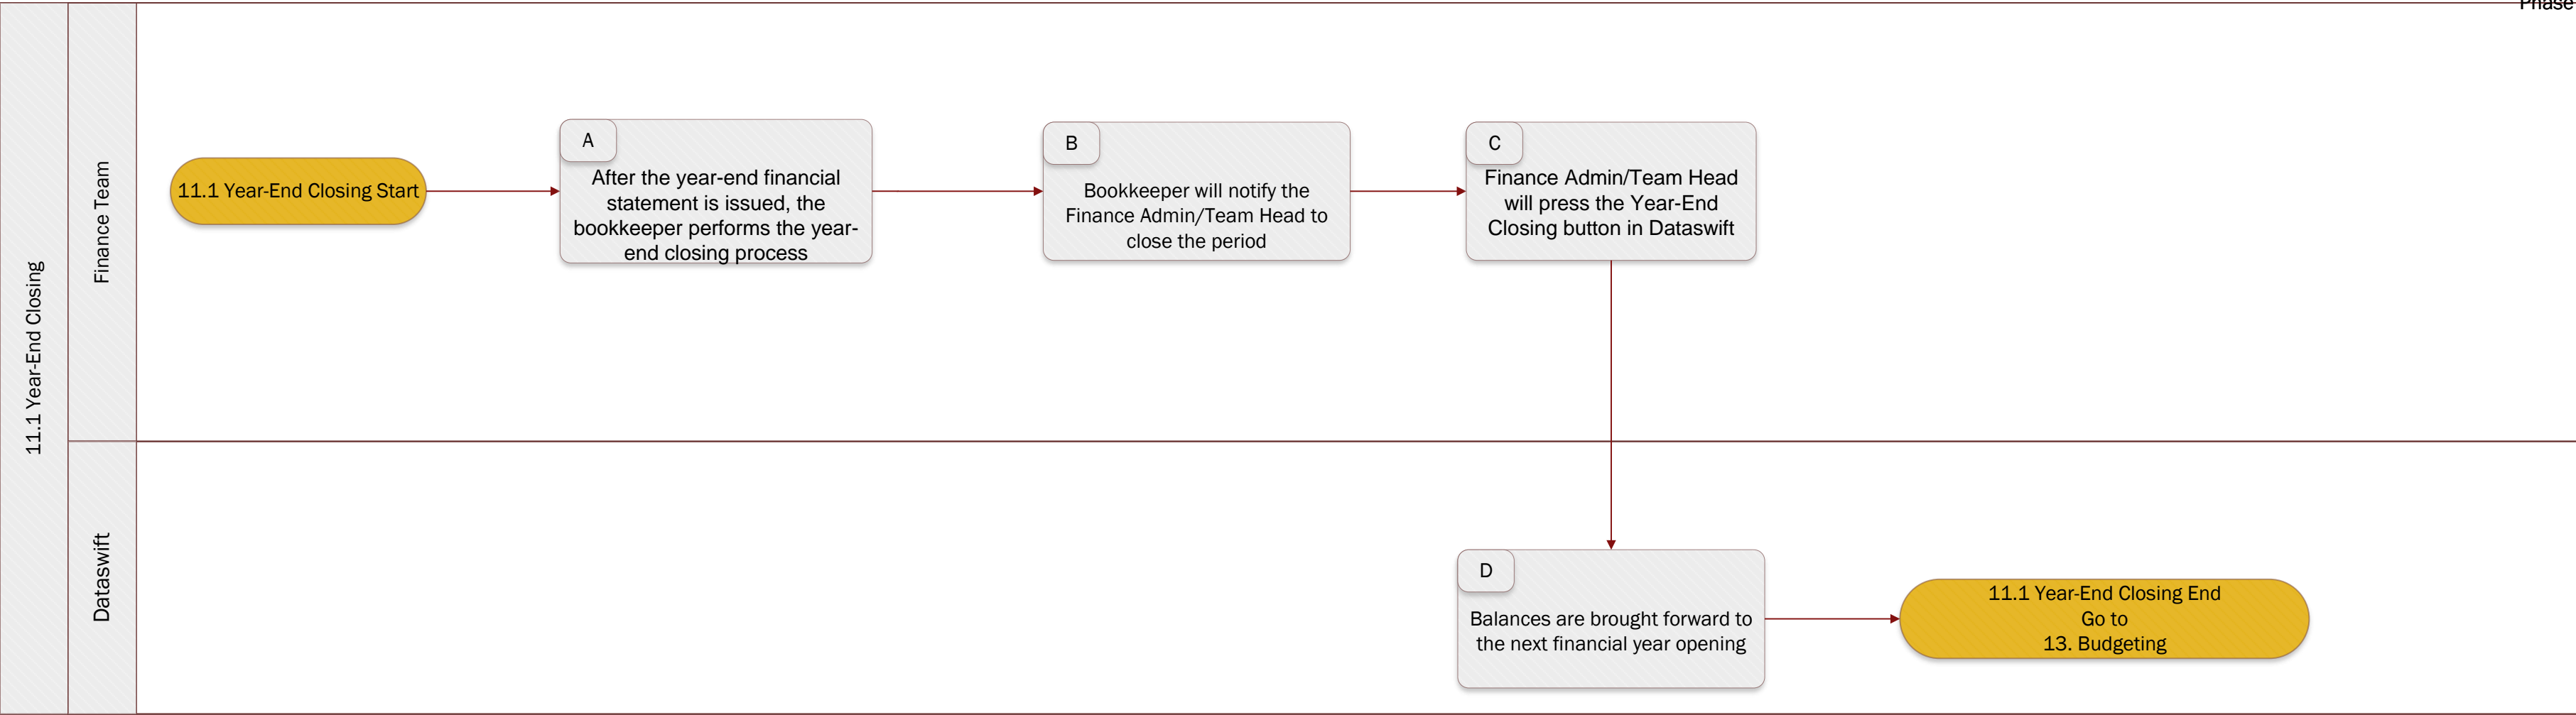 Phase
11.1 Year-End Closing
Finance Team
11.1 Year-End Closing Start
A
After the year-end financial
statement is issued, the
bookkeeper performs the year-
end closing process
B
Bookkeeper will notify the
Finance Admin/Team Head to
close the period
C
Finance Admin/Team Head
will press the Year-End
Closing button in Dataswift
Dataswift
D
Balances are brought forward to
the next financial year opening
11.1 Year-End Closing End
Go to
13. Budgeting